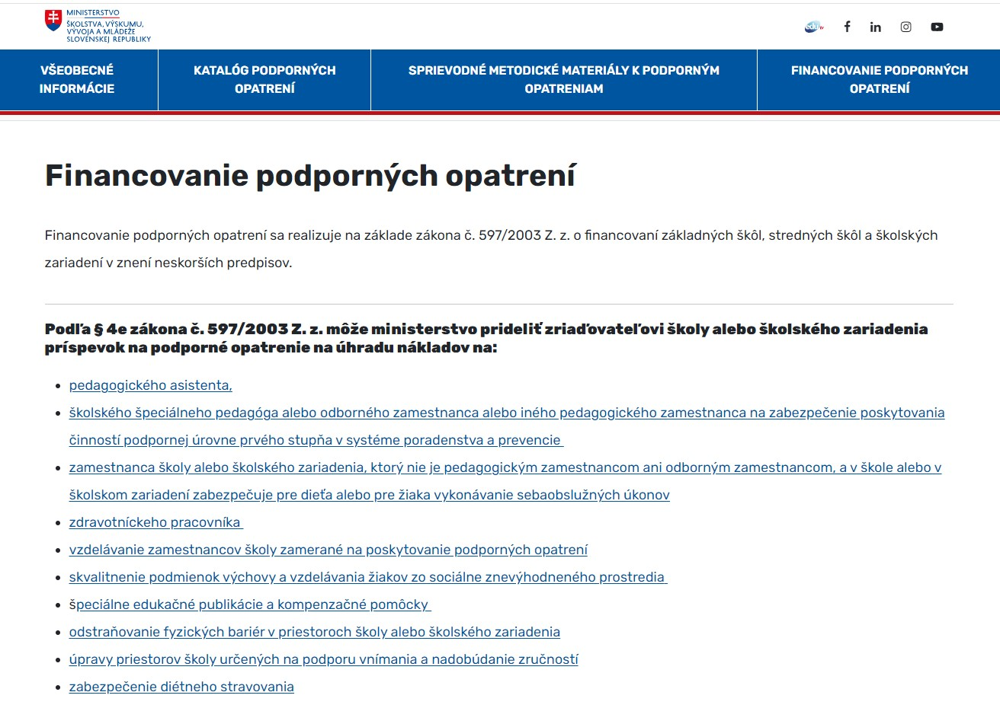 MINISTERSTVO
ŠKOLSTVA, VÝSKUMU,
VÝVOJA A MLÁDEŽE
SLOVENSKEJ REPUBLIKY
edu tv
VŠEOBECNÉ
INFORMÁCIE
KATALÓG PODPORNÝCH
OPATRENÍ
SPRIEVODNÉ METODICKÉ MATERIÁLY K PODPORNÝM
OPATRENIAM
FINANCOVANIE PODPORNÝCH
OPATRENÍ
Financovanie podporných opatrení
Financovanie podporných opatrení sa realizuje na základe zákona č. 597/2003 Z. z. o financovaní základných škôl, stredných škôl a školských
zariadení v znení neskorších predpisov.
Podľa § 4e zákona č. 597/2003 Z. z. môže ministerstvo prideliť zriaďovateľovi školy alebo školského zariadenia
príspevok na podporné opatrenie na úhradu nákladov na:
pedagogického asistenta,
školského špeciálneho pedagóga alebo odborného zamestnanca alebo iného pedagogického zamestnanca na zabezpečenie poskytovania
činností podpornej úrovne prvého stupňa v systéme poradenstva a prevencie
zamestnanca školy alebo školského zariadenia, ktorý nie je pedagogickým zamestnancom ani odborným zamestnancom, a v škole alebo v
školskom zariadení zabezpečuje pre dieťa alebo pre žiaka vykonávanie sebaobslužných úkonov
zdravotníckeho pracovníka
vzdelávanie zamestnancov školy zamerané na poskytovanie podporných opatrení
skvalitnenie podmienok výchovy a vzdelávania žiakov zo sociálne znevýhodneného prostredia
špeciálne edukačné publikácie a kompenzačné pomôcky
odstraňovanie fyzických bariér v priestoroch školy alebo školského zariadenia
úpravy priestorov školy určených na podporu vnímania a nadobúdanie zručností
zabezpečenie diétneho stravovania